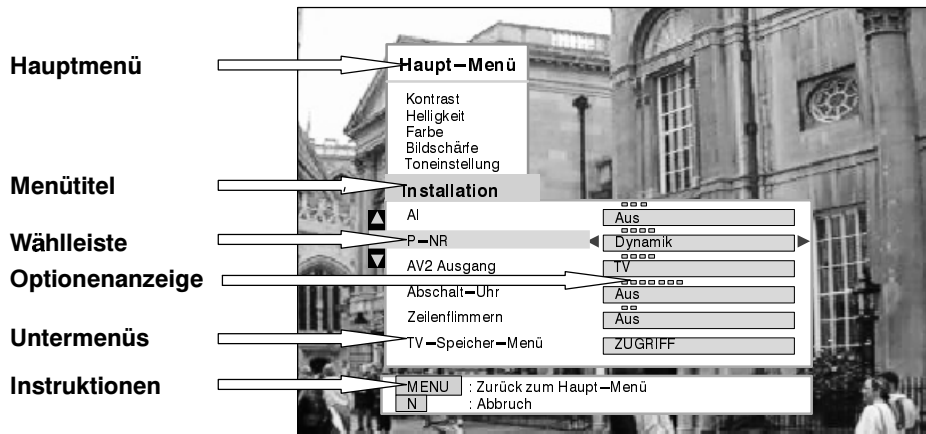 Hauptmenü
Haupt–Menü
Kontrast
Helligkeit
Farbe
Bildschärfe
Toneinstellung
Menütitel
Installation
AI
Aus
Wählleiste
P–NR
Dynamik
AV2 Ausgang
TV
Optionenanzeige
Abschalt–Uhr
Aus
Zeilenflimmern
Aus
Untermenüs
TV–Speicher–Menü
ZUGRIFF
Instruktionen
MENU : Zurück zum Haupt–Menü
N : Abbruch